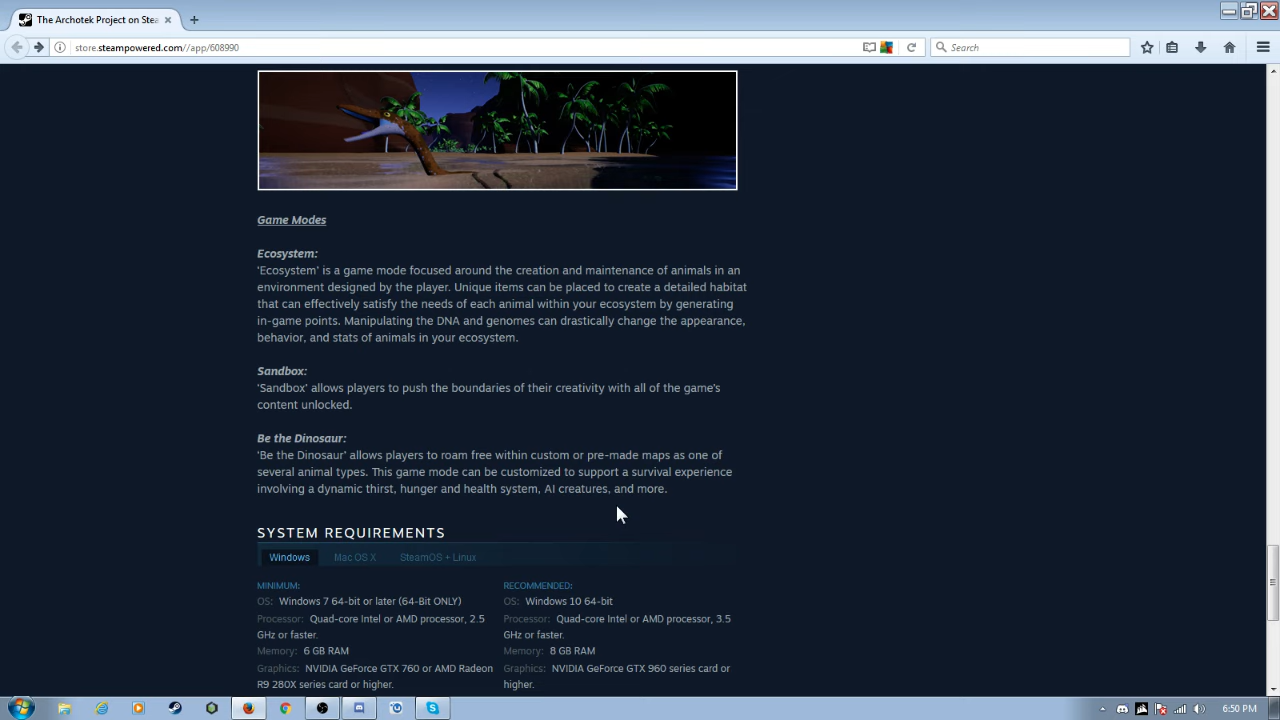 The Archotek Project on Stea
store.steampowered.com//app/608990
Search
Game Modes
Ecosystem:
'Ecosystem' is a game mode focused around the creation and maintenance of animals in an
environment designed by the player. Unique items can be placed to create a detailed habitat
that can effectively satisfy the needs of each animal within your ecosystem by generating
in-game points. Manipulating the DNA and genomes can drastically change the appearance,
behavior, and stats of animals in your ecosystem.
Sandbox:
'Sandbox' allows players to push the boundaries of their creativity with all of the game's
content unlocked.
Be the Dinosaur:
'Be the Dinosaur' allows players to roam free within custom or pre-made maps as one of
several animal types. This game mode can be customized to support a survival experience
involving a dynamic thirst, hunger and health system, AI creatures, and more.
SYSTEM REQUIREMENTS
Windows Mac OS X SteamOS + Linux
MINIMUM:
OS: Windows 7 64-bit or later (64-Bit ONLY)
Processor: Quad-core Intel or AMD processor, 2.5
GHz or faster.
Memory: 6 GB RAM
Graphics: NVIDIA GeForce GTX 760 or AMD Radeon
R9 280X series card or higher.
RECOMMENDED:
OS: Windows 10 64-bit
Processor: Quad-core Intel or AMD processor, 3.5
GHz or faster.
Memory: 8 GB RAM
Graphics: NVIDIA GeForce GTX 960 series card or
higher.
6:50 PM